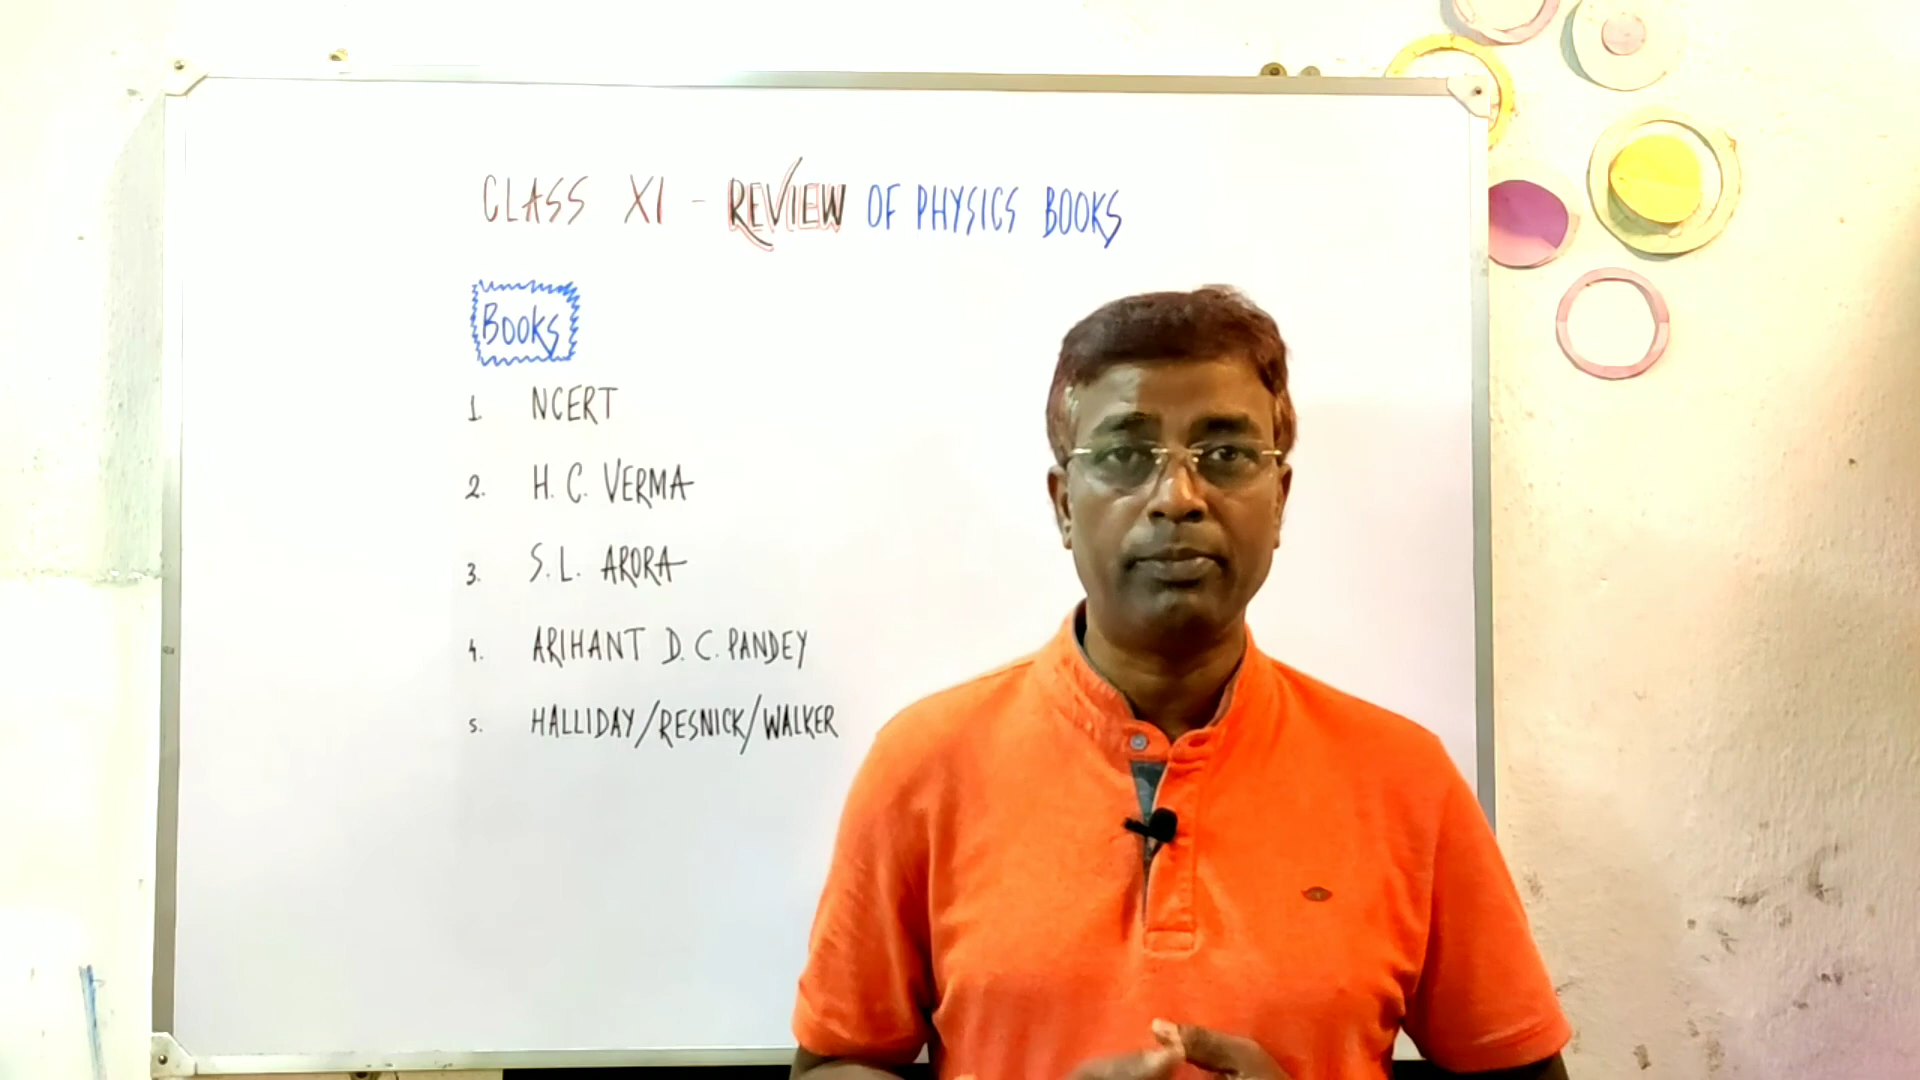 CLASS XI - REVIEW OF PHYSICS BOOKS
BOOKS
1. NCERT
2. H. C. VERMA
3. S. L. ARORA
4. ARIHANT D. C. PANDEY
5. HALLIDAY/RESNICK/WALKER